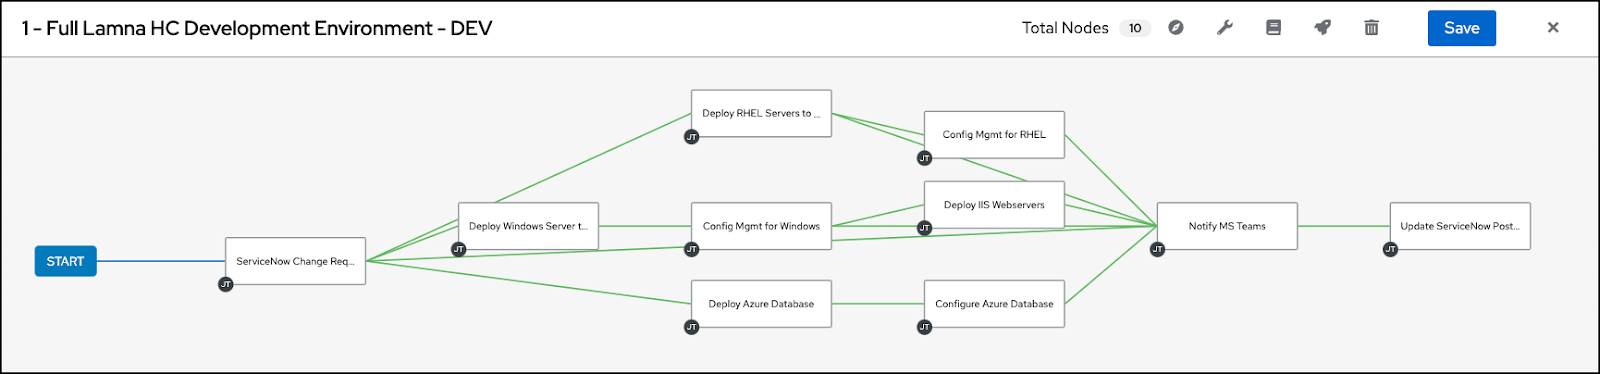 1 - Full Lamna HC Development Environment - DEV
Total Nodes 10
Save
START
ServiceNow Change Req...
JT
Deploy Windows Server t...
JT
Deploy RHEL Servers to ...
JT
Config Mgmt for Windows
JT
Deploy Azure Database
JT
Config Mgmt for RHEL
JT
Deploy IIS Webservers
JT
Configure Azure Database
JT
Notify MS Teams
JT
Update ServiceNow Post...
JT